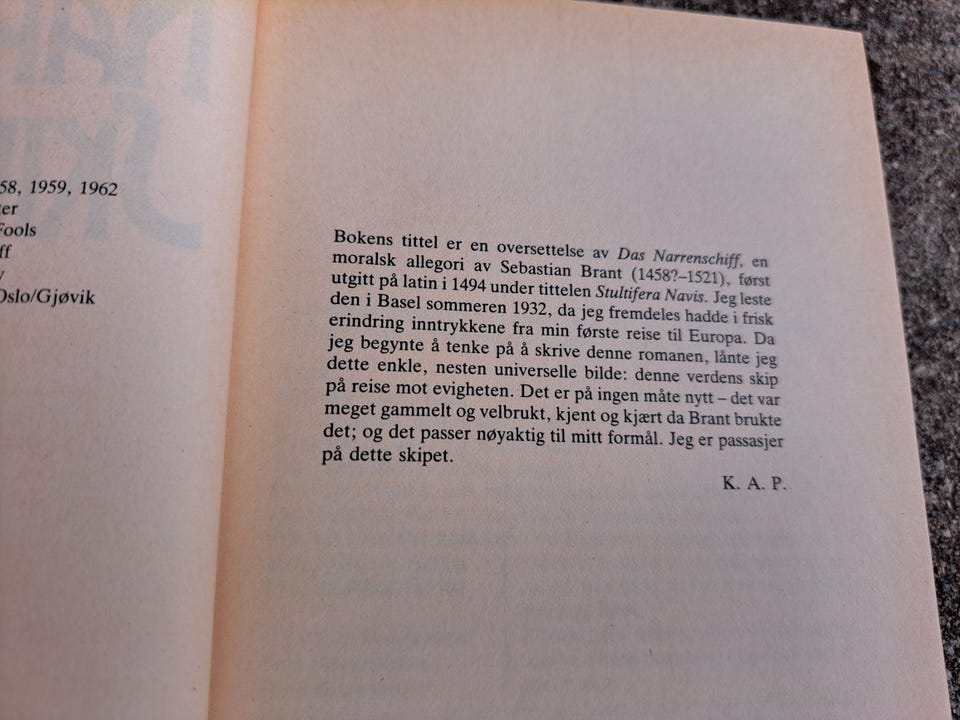 58, 1959, 1962
ter
Fools
ff
y
Oslo/Gjøvik
Bokens tittel er en oversettelse av Das Narrenschiff, en
moralsk allegori av Sebastian Brant (1458?–1521), først
utgitt på latin i 1494 under tittelen Stultifera Navis. Jeg leste
den i Basel sommeren 1932, da jeg fremdeles hadde i frisk
erindring inntrykkene fra min første reise til Europa. Da
jeg begynte å tenke på å skrive denne romanen, lånte jeg
dette enkle, nesten universelle bilde: denne verdens skip
på reise mot evigheten. Det er på ingen måte nytt – det var
meget gammelt og velbrukt, kjent og kjært da Brant brukte
det; og det passer nøyaktig til mitt formål. Jeg er passasjer
på dette skipet.
K. A. P.